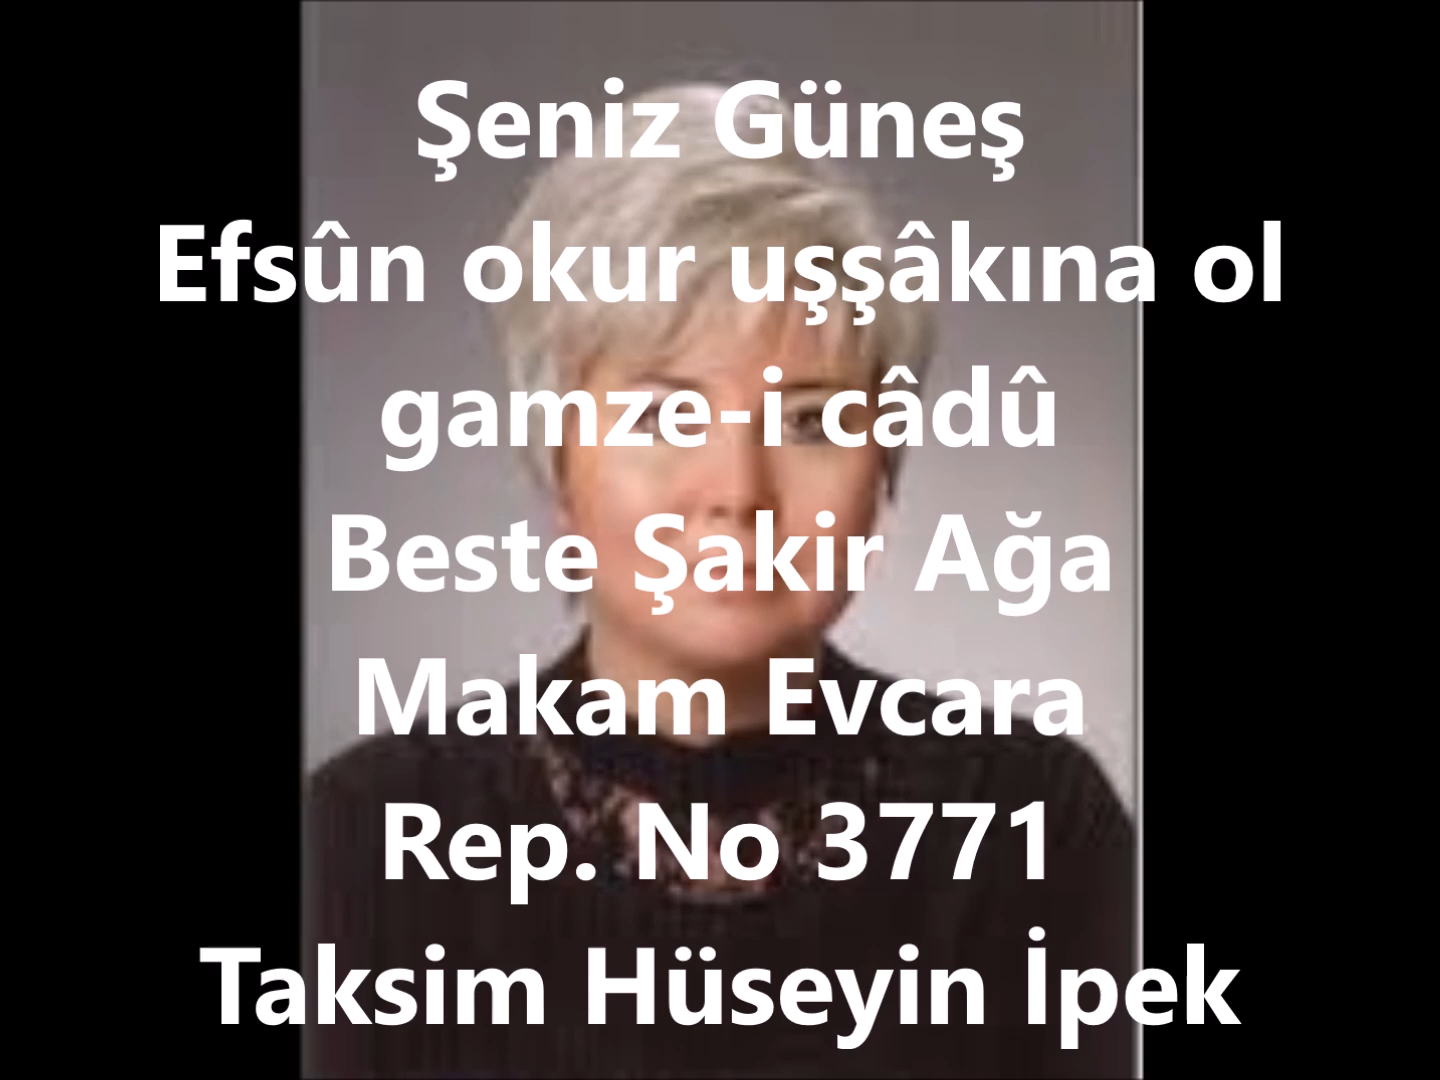 Şeniz Güneş
Efsûn okur uşşâkına ol
gamze-i câdû
Beste Şakir Ağa
Makam Evcara
Rep. No 3771
Taksim Hüseyin İpek